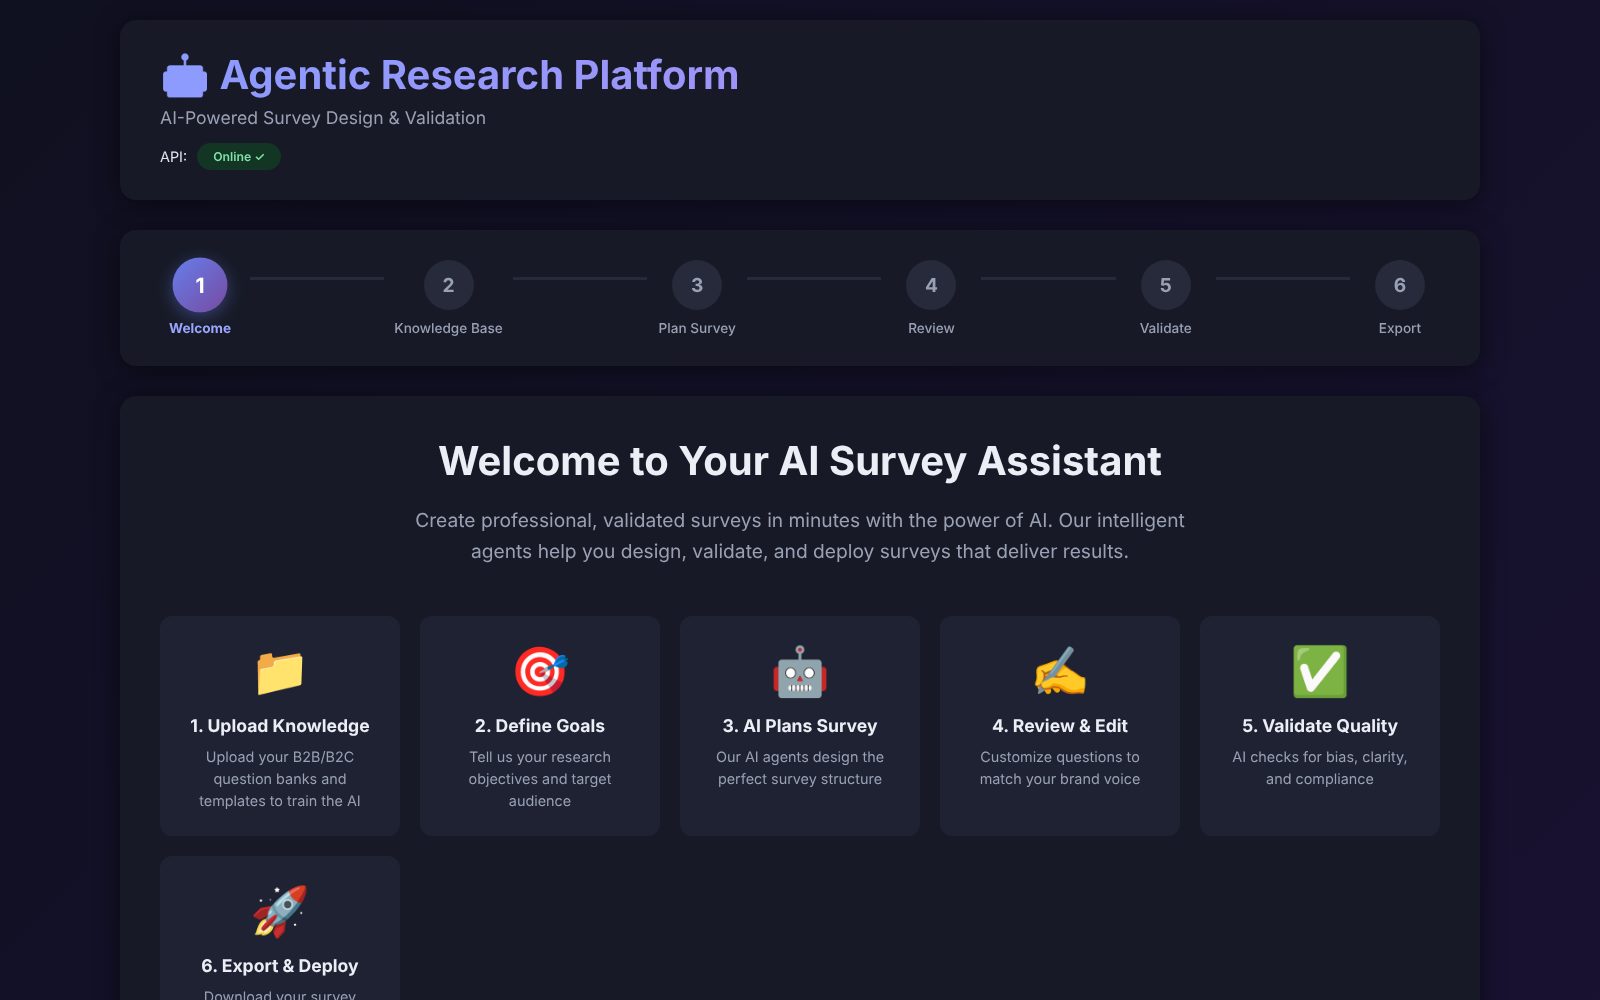 Agentic Research Platform
AI-Powered Survey Design & Validation
API: Online ✓
1
2
3
4
5
6
Welcome
Knowledge Base
Plan Survey
Review
Validate
Export
Welcome to Your AI Survey Assistant
Create professional, validated surveys in minutes with the power of AI. Our intelligent
agents help you design, validate, and deploy surveys that deliver results.
1. Upload Knowledge
Upload your B2B/B2C
question banks and
templates to train the AI
2. Define Goals
Tell us your research
objectives and target
audience
3. AI Plans Survey
Our AI agents design the
perfect survey structure
4. Review & Edit
Customize questions to
match your brand voice
5. Validate Quality
AI checks for bias, clarity,
and compliance
6. Export & Deploy
Download your survey